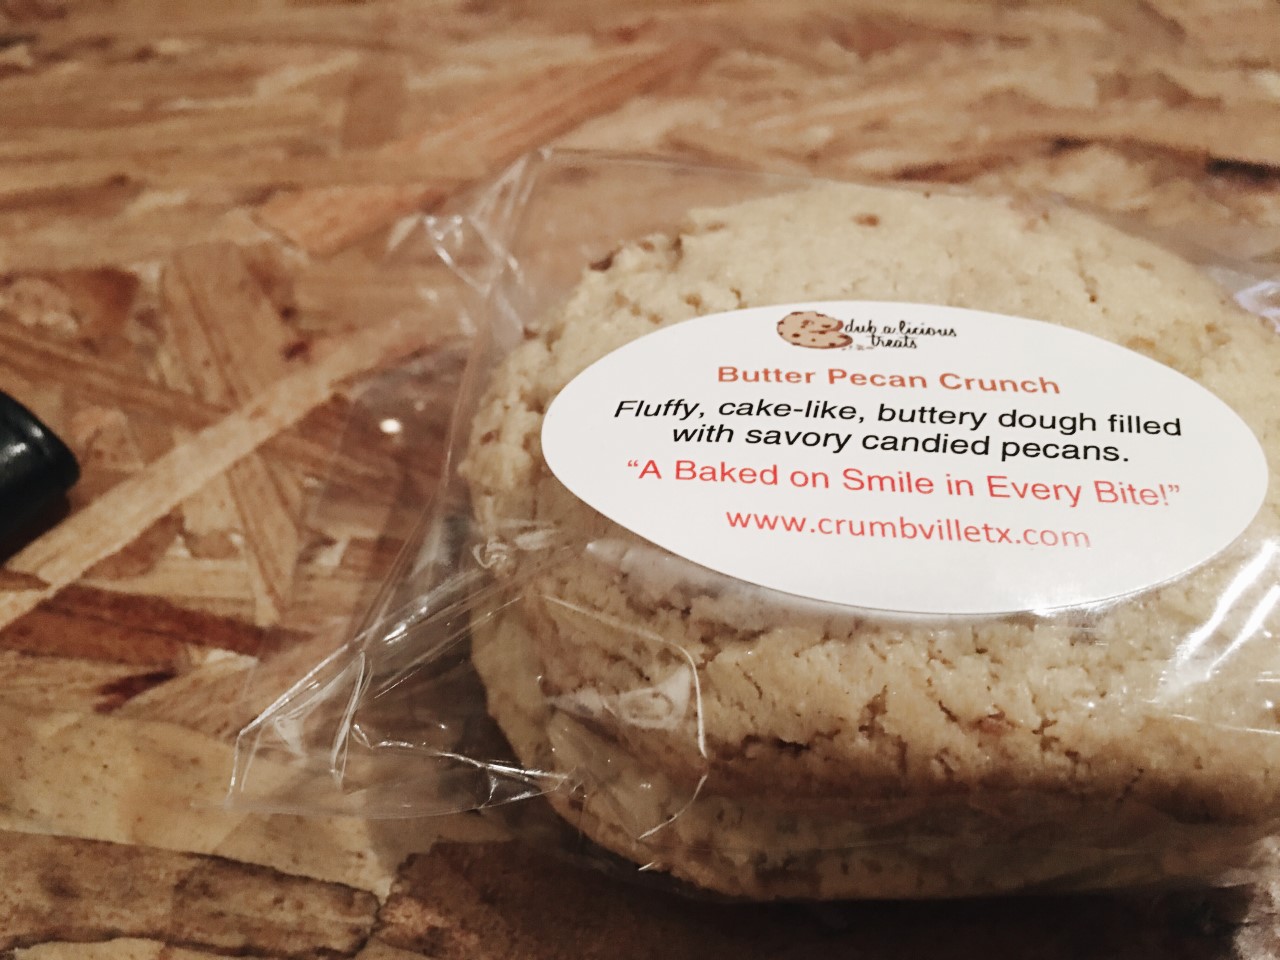 dub a licious
treats
Butter Pecan Crunch
Fluffy, cake-like, buttery dough filled
with savory candied pecans.
“A Baked on Smile in Every Bite!”
www.crumbvilletx.com